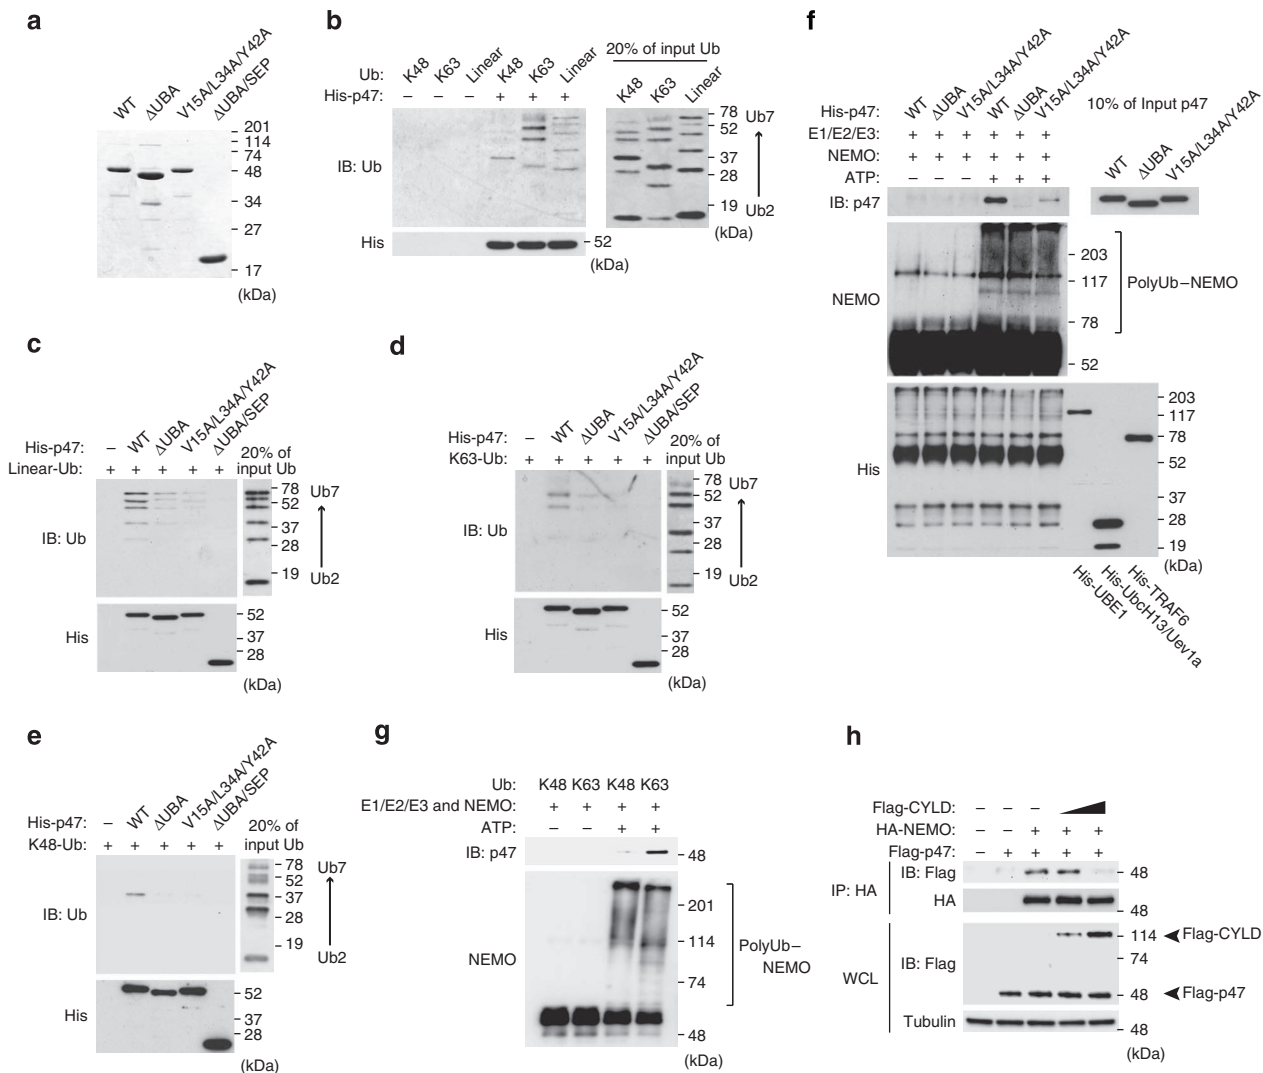 a
WT
ΔUBA
V15A/L34A/Y42A
ΔUBA/SEP
201
114
74
48
34
27
17
(kDa)
b
Ub: K48 K63 Linear K48 K63 Linear
His-p47: – – – + + +
20% of input Ub
K48 K63 Linear
IB: Ub
78 Ub7
52
37
28
19 Ub2
(kDa)
His
52
(kDa)
c
His-p47: – WT ΔUBA V15A/L34A/Y42A ΔUBA/SEP
Linear-Ub: + + + + +
20% of
input Ub
IB: Ub
78 Ub7
52
37
28
19 Ub2
His
52
37
28
(kDa)
d
His-p47: – WT ΔUBA V15A/L34A/Y42A ΔUBA/SEP
K63-Ub: + + + + +
20% of
input Ub
IB: Ub
78 Ub7
52
37
28
19 Ub2
His
52
37
28
(kDa)
e
His-p47: – WT ΔUBA V15A/L34A/Y42A ΔUBA/SEP
K48-Ub: + + + + +
20% of
input Ub
IB: Ub
78 Ub7
52
37
28
19 Ub2
His
52
37
28
(kDa)
f
His-p47: WT ΔUBA V15A/L34A/Y42A WT ΔUBA V15A/L34A/Y42A
E1/E2/E3: + + + + + +
NEMO: + + + + + +
ATP: – – – + + +
10% of Input p47
WT ΔUBA V15A/L34A/Y42A
IB: p47
NEMO
203
117
78
52
PolyUb–NEMO
His
203
117
78
52
37
28
19
(kDa)
His-UBE1
His-UbcH13/Uev1a
His-TRAF6
g
Ub: K48 K63 K48 K63
E1/E2/E3 and NEMO: + + + +
ATP: – – + +
IB: p47
48
NEMO
201
114
74
48
PolyUb–
NEMO
(kDa)
h
Flag-CYLD: – – –
HA-NEMO: – – + + +
Flag-p47: – + + + +
IP: HA
IB: Flag
48
HA
48
WCL
IB: Flag
114 Flag-CYLD
74
48 Flag-p47
Tubulin
48
(kDa)